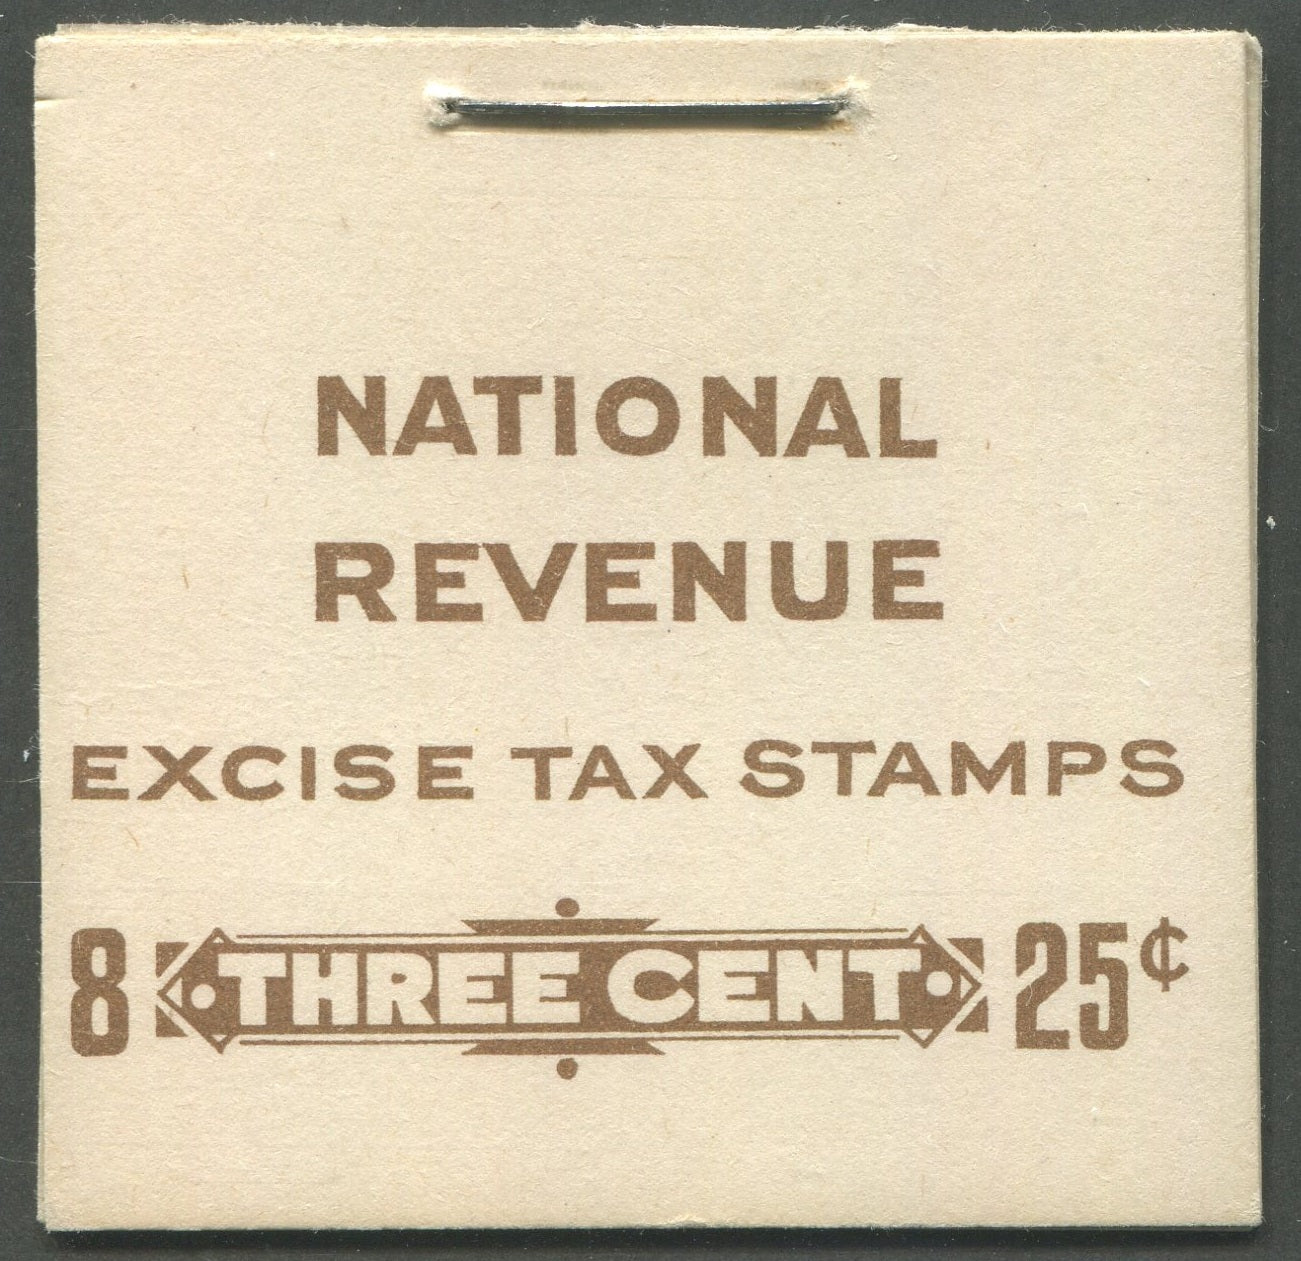 NATIONAL
REVENUE
EXCISE TAX STAMPS
8 THREE CENT 25¢